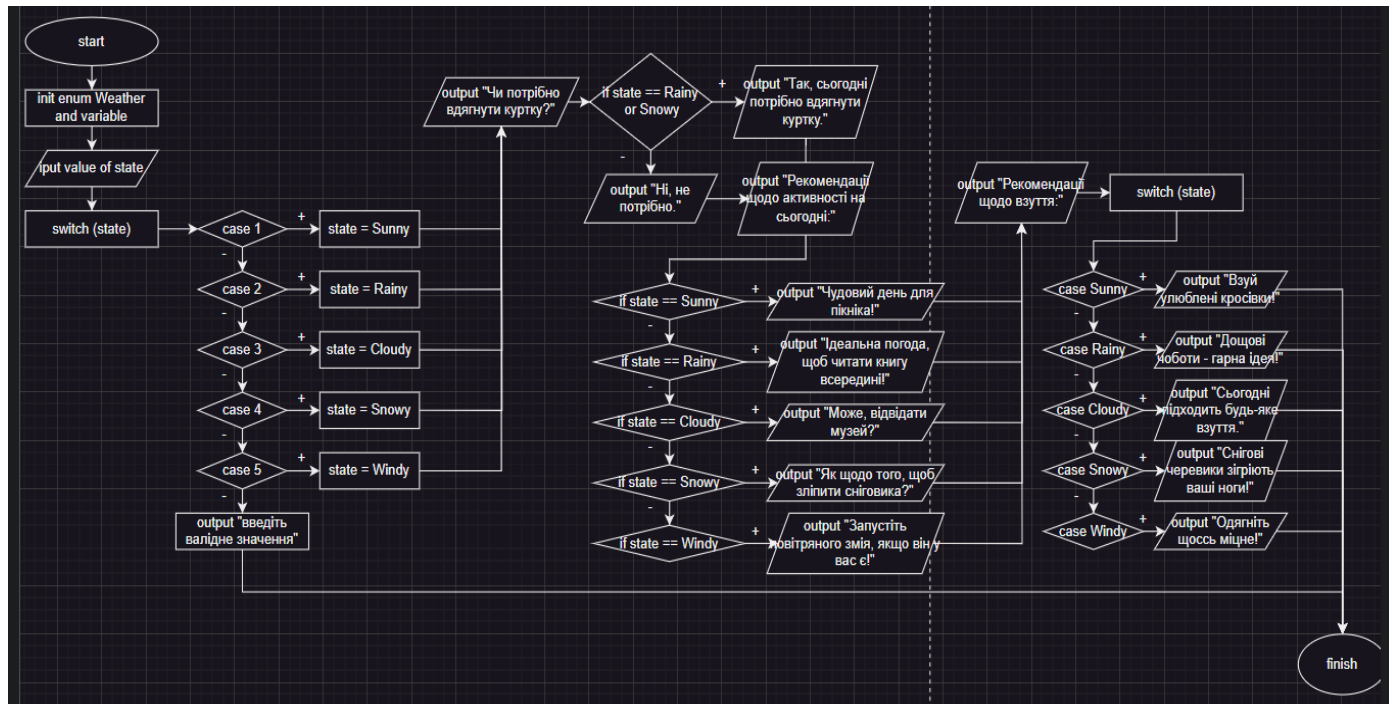 start
init enum Weather
and variable
iput value of state
switch (state)
case 1
+
state = Sunny
-
case 2
+
state = Rainy
-
case 3
+
state = Cloudy
-
case 4
+
state = Snowy
-
case 5
+
state = Windy
-
output "введіть
валідне значення"
output "Чи потрібно
вдягнути куртку?"
if state == Rainy
or Snowy
+
output "Так, сьогодні
потрібно вдягнути
куртку."
-
output "Ні, не
потрібно."
output "Рекомендації
щодо активності на
сьогодні:"
if state == Sunny
+
output "Чудовий день для
пікніка!"
-
if state == Rainy
+
output "Ідеальна погода,
щоб читати книгу
всередині!"
-
if state == Cloudy
+
output "Може, відвідати
музей?"
-
if state == Snowy
+
output "Як щодо того, щоб
зліпити сніговика?"
-
if state == Windy
+
output "Запустіть
повітряного змія, якщо він у
вас є!"
output "Рекомендації
щодо взуття:"
switch (state)
case Sunny
+
output "Взуй
улюблені кросівки!"
-
case Rainy
+
output "Дощові
чоботи - гарна ідея!"
-
case Cloudy
+
output "Сьогодні
підходить будь-яке
взуття."
-
case Snowy
+
output "Снігові
черевики зігріють
ваші ноги!"
-
case Windy
+
output "Одягніть
щоссь міцне!"
finish